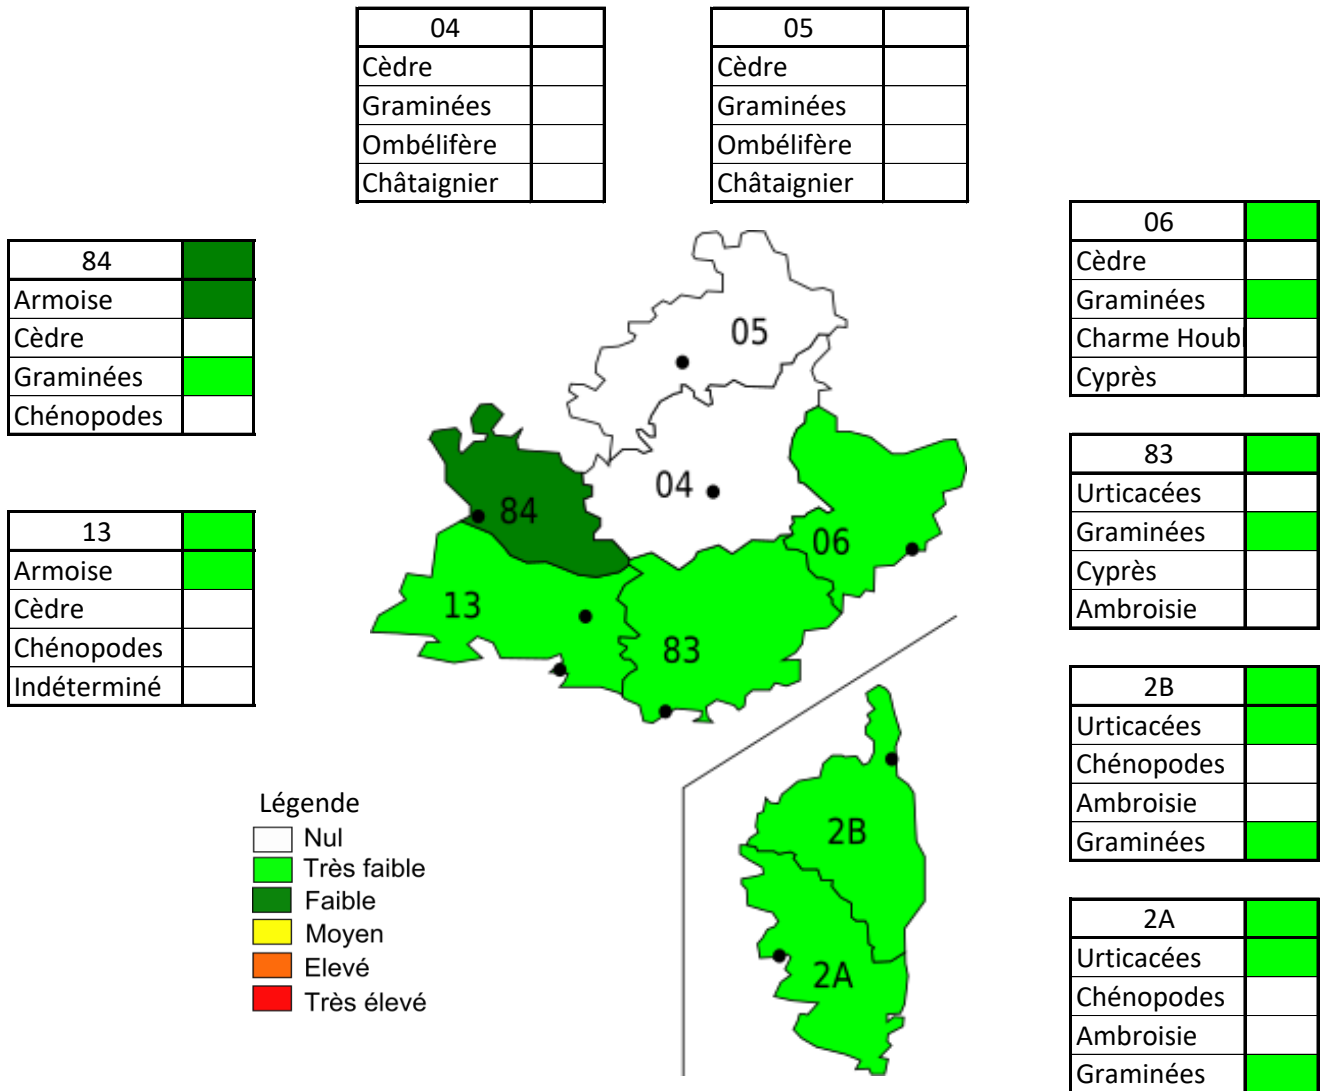 04
Cèdre
Graminées
Ombélifère
Châtaignier
05
Cèdre
Graminées
Ombélifère
Châtaignier
84
Armoise
Cèdre
Graminées
Chénopodes
13
Armoise
Cèdre
Chénopodes
Indéterminé
06
Cèdre
Graminées
Charme Houb
Cyprès
83
Urticacées
Graminées
Cyprès
Ambroisie
2B
Urticacées
Chénopodes
Ambroisie
Graminées
2A
Urticacées
Chénopodes
Ambroisie
Graminées
05
04
84
06
13
83
2B
2A
Légende
Nul
Très faible
Faible
Moyen
Elevé
Très élevé